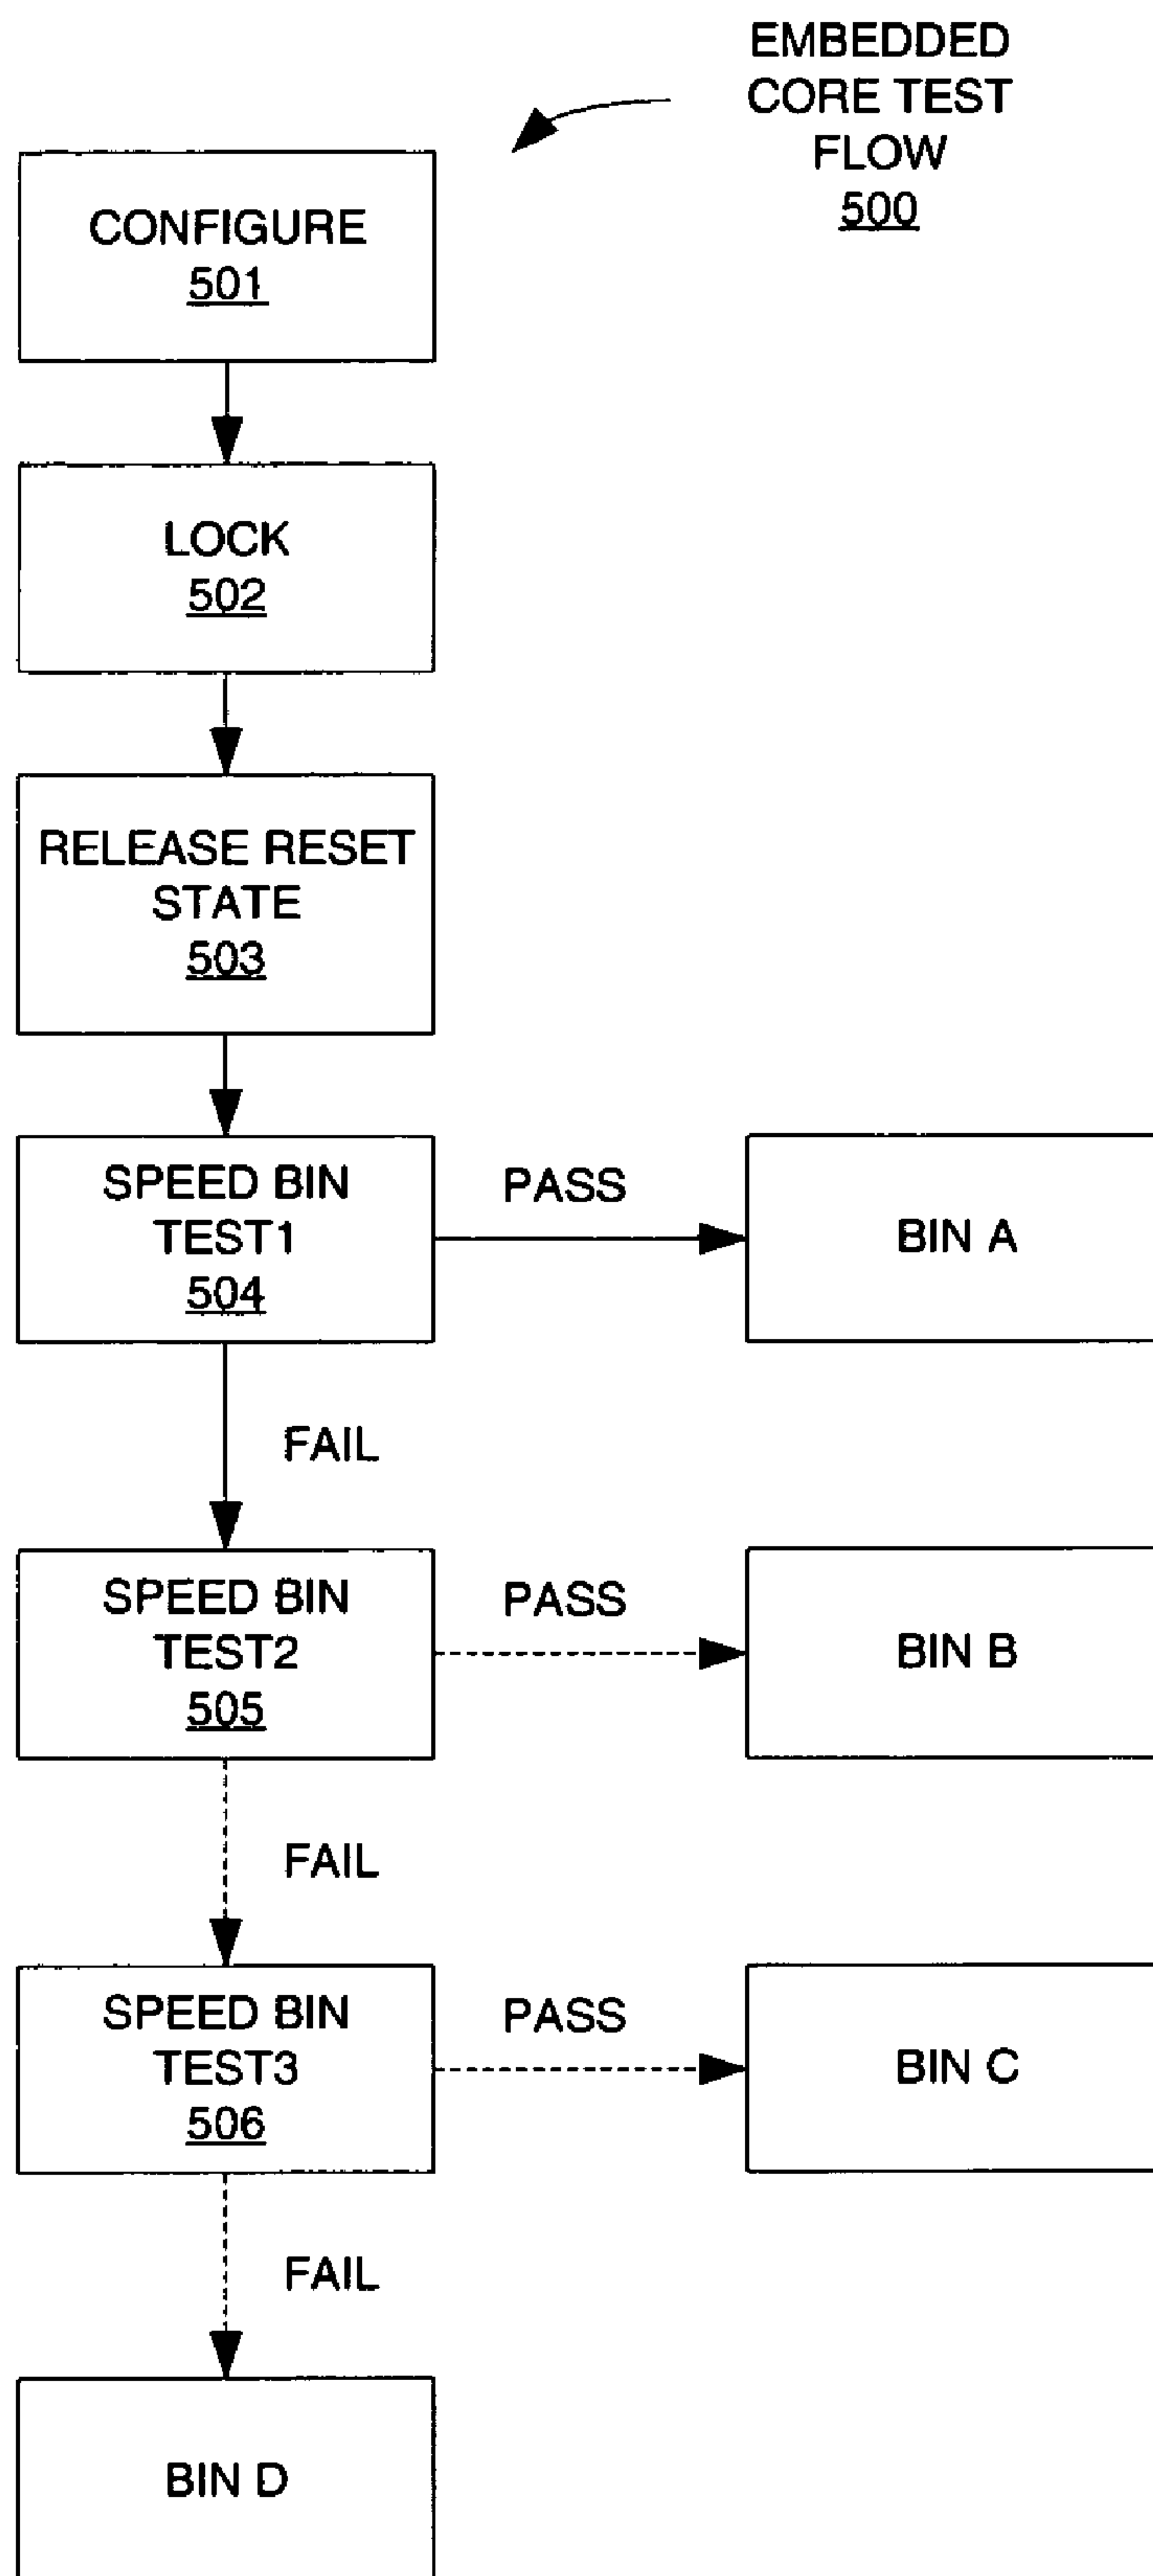 EMBEDDED
CORE TEST
FLOW
500
CONFIGURE
501
LOCK
502
RELEASE RESET
STATE
503
SPEED BIN
TEST1
504
PASS
BIN A
FAIL
SPEED BIN
TEST2
505
PASS
BIN B
FAIL
SPEED BIN
TEST3
506
PASS
BIN C
FAIL
BIN D